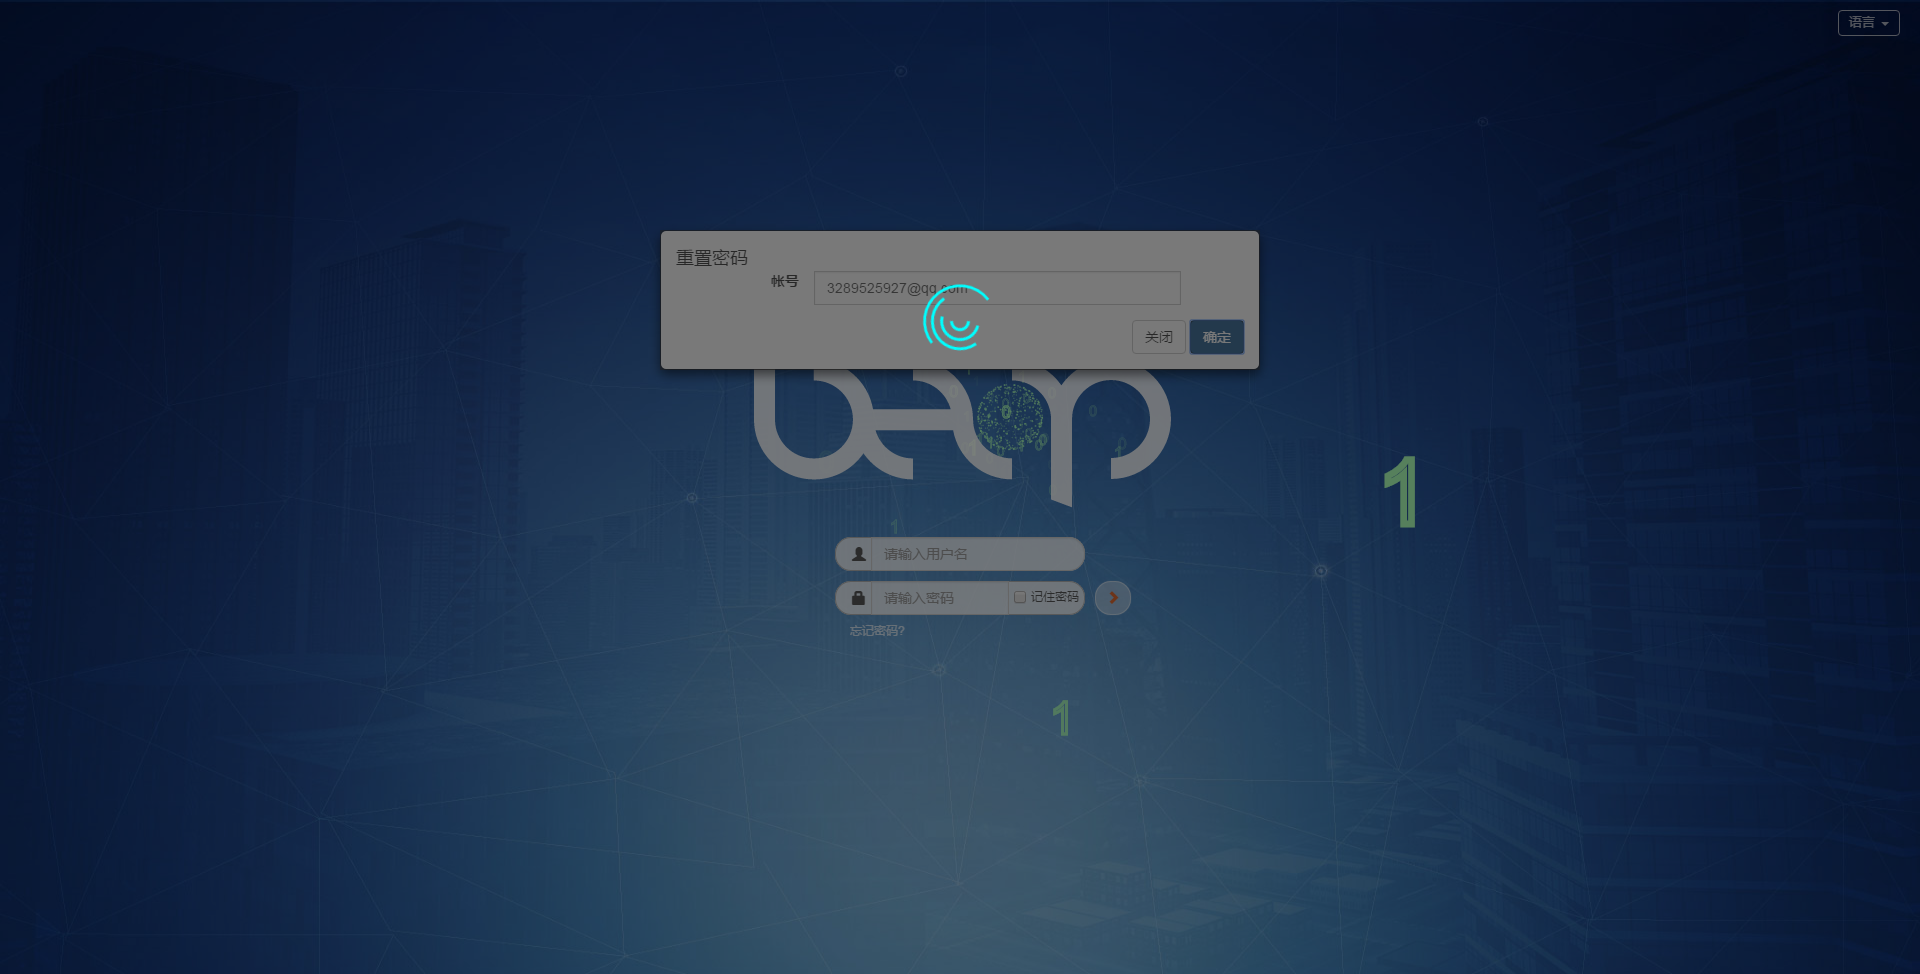 语言
重置密码
帐号
3289525927@qq.com
关闭
确定
beop
请输入用户名
请输入密码
记住密码
忘记密码?
1
1